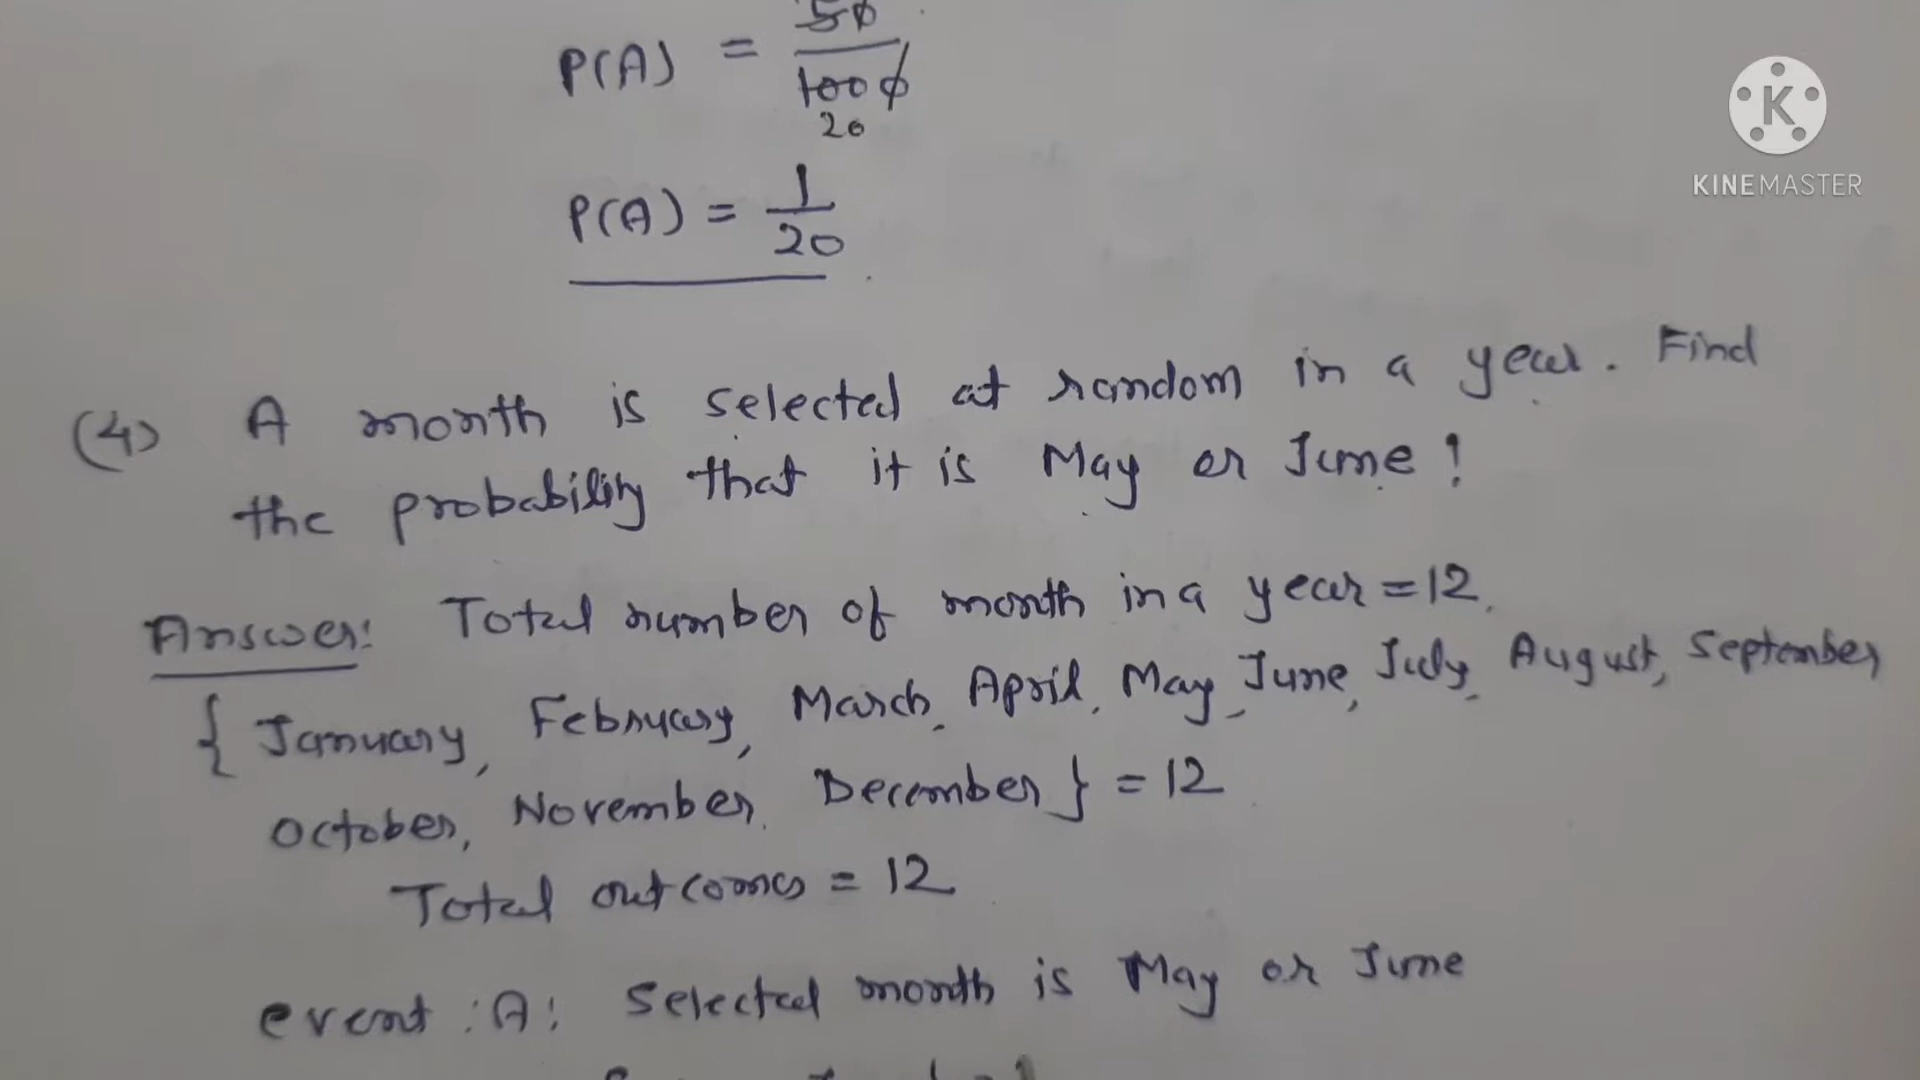 P(A) = 50/1000
20
P(A) = 1/20
K
KINEMASTER
(4) A month is selected at random in a year. Find
the probability that it is May or June !
Answer: Total number of month in a year = 12.
{ January, February, March, April, May, June, July, August, September,
October, November, December } = 12
Total outcomes = 12
event : A : Selected month is May or June